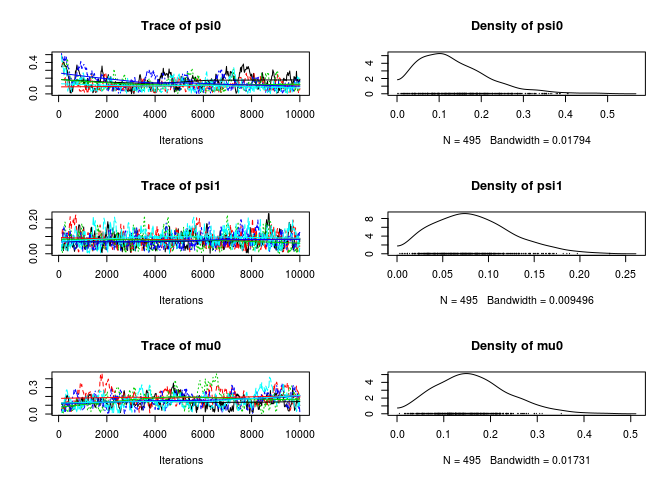 Trace of psi0
Density of psi0
0.0 0.4
0 2000 4000 6000 8000 10000
Iterations
0 2 4
0.0 0.1 0.2 0.3 0.4 0.5
N = 495 Bandwidth = 0.01794
Trace of psi1
Density of psi1
0.00 0.20
0 2000 4000 6000 8000 10000
Iterations
0 4 8
0.00 0.05 0.10 0.15 0.20 0.25
N = 495 Bandwidth = 0.009496
Trace of mu0
Density of mu0
0.0 0.3
0 2000 4000 6000 8000 10000
Iterations
0 2 4
0.0 0.1 0.2 0.3 0.4 0.5
N = 495 Bandwidth = 0.01731